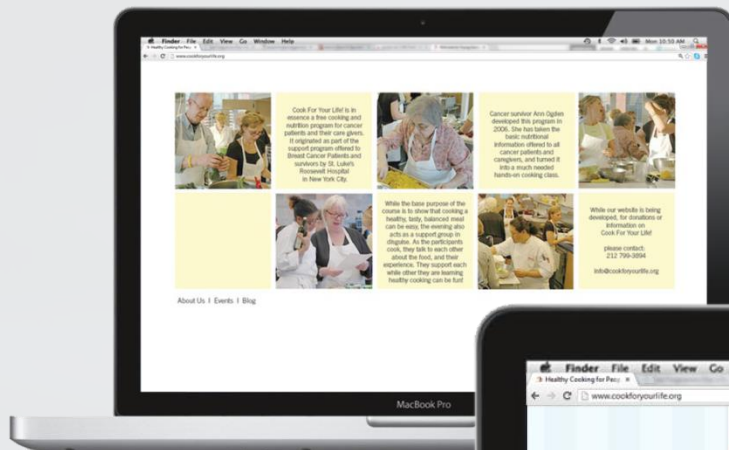 Finder File Edit View Go Window Help
Mon 10:50 AM
Healthy Cooking for Peop
www.cookforyourlife.org
Cook For Your Life! is in
essence a free cooking and
nutrition program for cancer
patients and their care givers.
It originated as part of the
support program offered to
Breast Cancer Patients and
survivors by St. Luke's
Roosevelt Hospital
in New York City.
Cancer survivor Ann Ogden
developed this program in
2006. She has taken the
basic nutritional
information offered to all
cancer patients and
caregivers, and turned it
into a much needed
hands-on cooking class.
While the base purpose of the
course is to show that cooking a
healthy, tasty, balanced meal
can be easy, the evening also
acts as a support group in
disguise. As the participants
cook, they talk to each other
about the food, and their
experience. They support each
while other they are learning
healthy cooking can be fun!
While our website is being
developed, for donations or
information on
Cook For Your Life!
please contact:
212 799-3894
info@cookforyourlife.org
About Us I Events I Blog
MacBook Pro
Finder File Edit View Go
Healthy Cooking for Peop
www.cookforyourlife.org